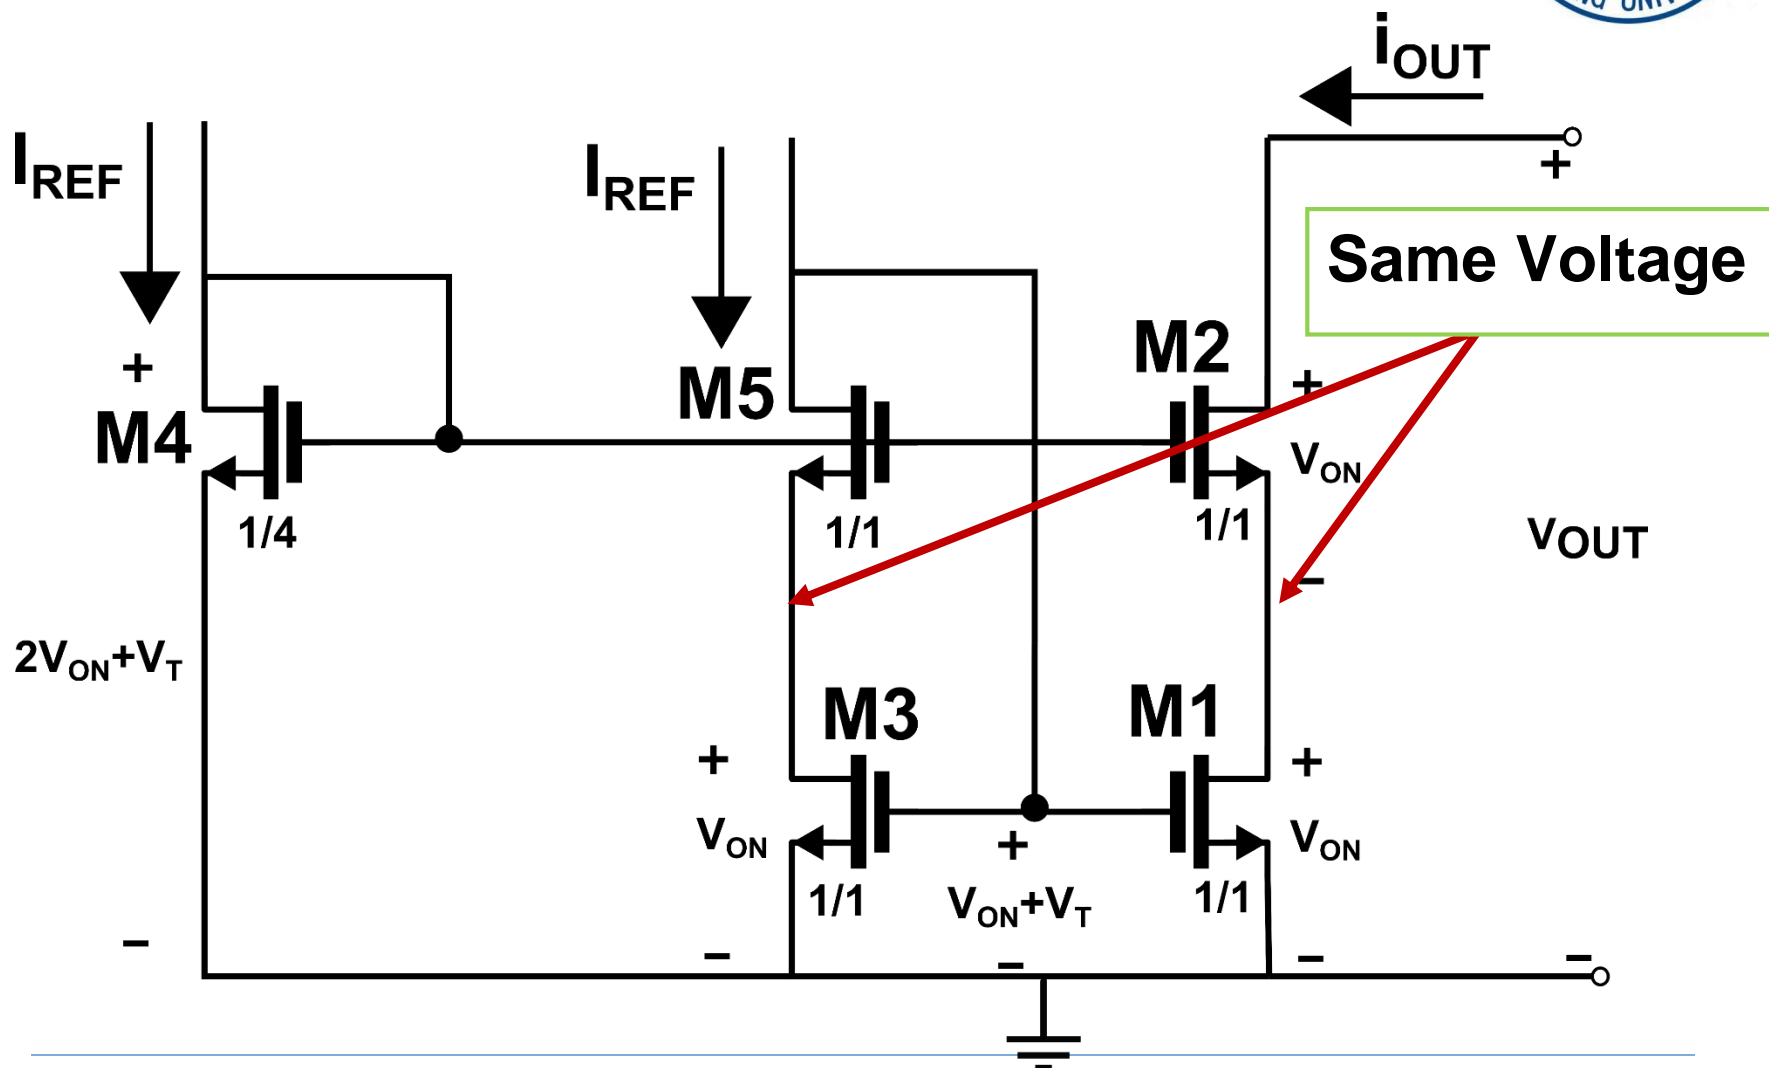 iOUT
IREF
IREF
+
Same Voltage
M2
+
M5
+
M4
VON
1/4
1/1
1/1
vOUT
–
2VON+VT
M3
M1
+
+
VON
+
VON
1/1
VON+VT
1/1
–
–
–
–
–